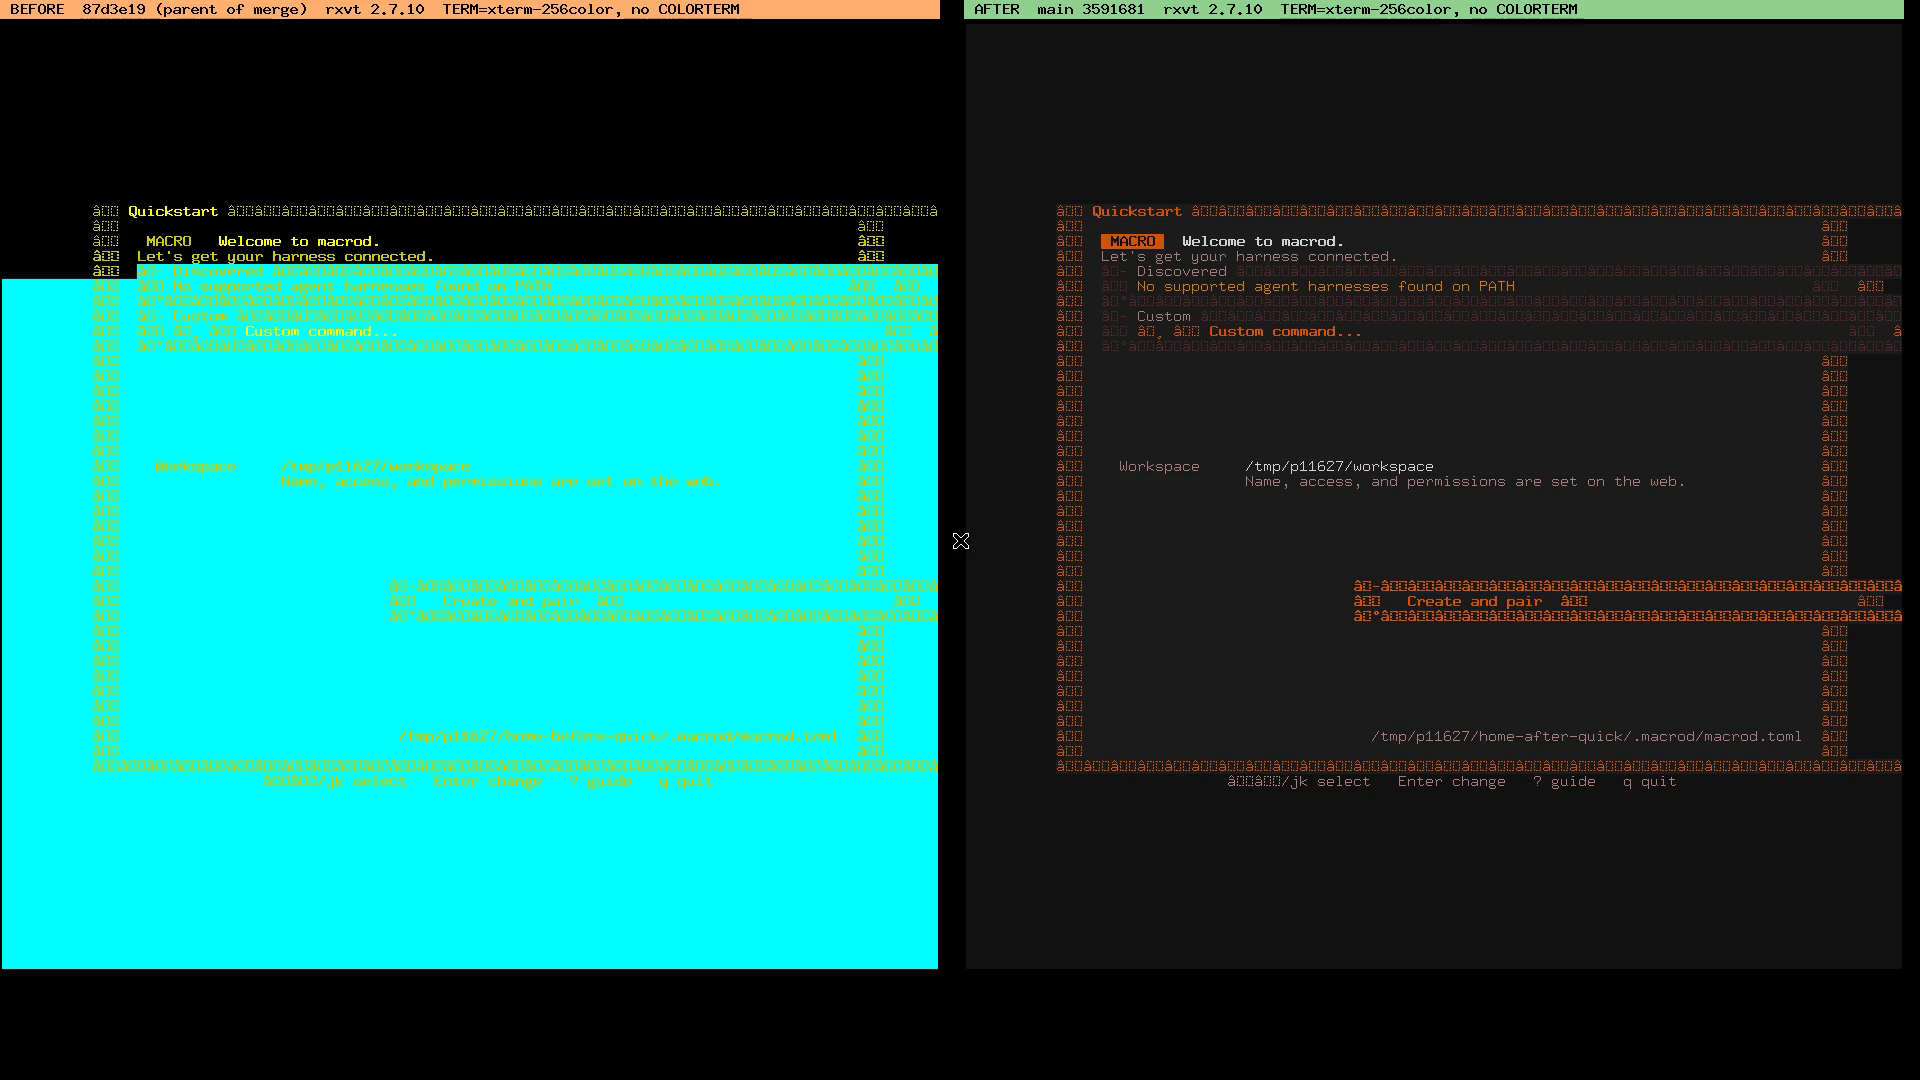 BEFORE  87d3e19 (parent of merge)  rxvt 2.7.10  TERM=xterm-256color, no COLORTERM
Quickstart
MACRO   Welcome to macrod.
Let's get your harness connected.
Discovered
No supported agent harnesses found on PATH
Custom
Custom command...
Workspace     /tmp/p11627/workspace
Name, access, and permissions are set on the web.
Create and pair
/tmp/p11627/home-before-quick/.macrod/macrod.toml
/jk select   Enter change   ? guide   q quit
AFTER  main 3591681  rxvt 2.7.10  TERM=xterm-256color, no COLORTERM
Quickstart
MACRO   Welcome to macrod.
Let's get your harness connected.
Discovered
No supported agent harnesses found on PATH
Custom
Custom command...
Workspace     /tmp/p11627/workspace
Name, access, and permissions are set on the web.
Create and pair
/tmp/p11627/home-after-quick/.macrod/macrod.toml
/jk select   Enter change   ? guide   q quit